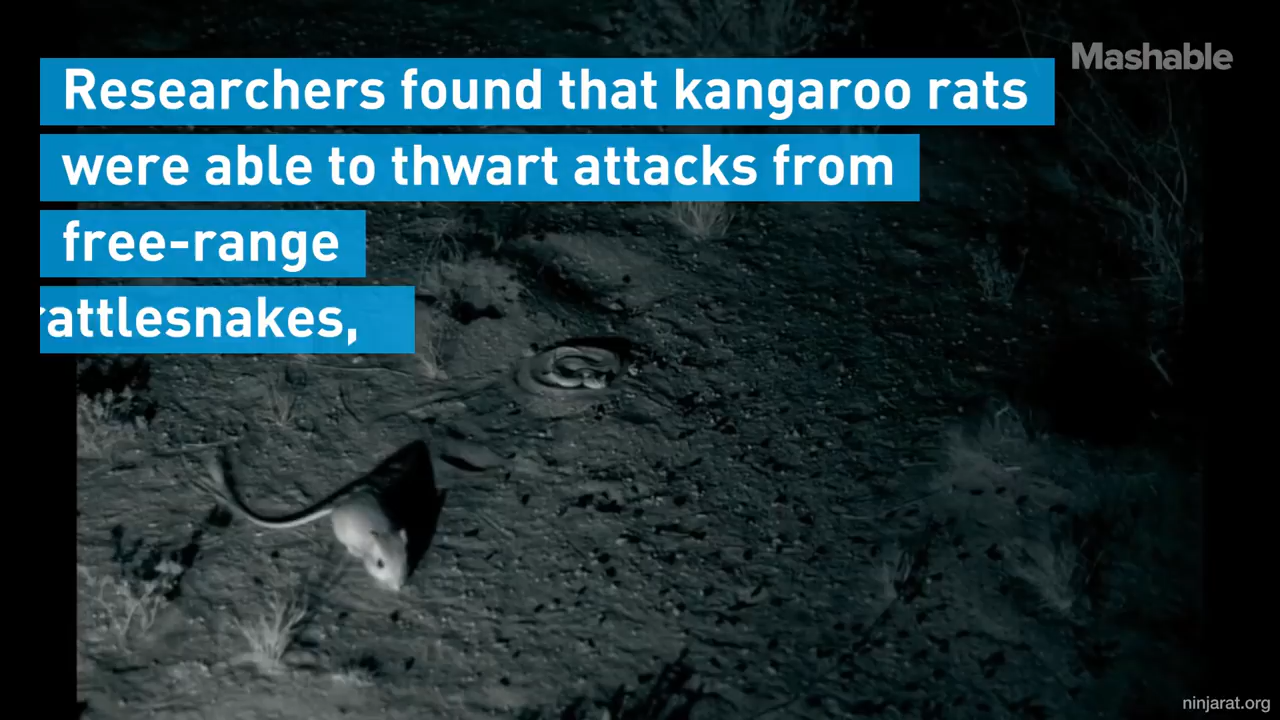 Mashable
Researchers found that kangaroo rats
were able to thwart attacks from
free-range
rattlesnakes,
ninjarat.org